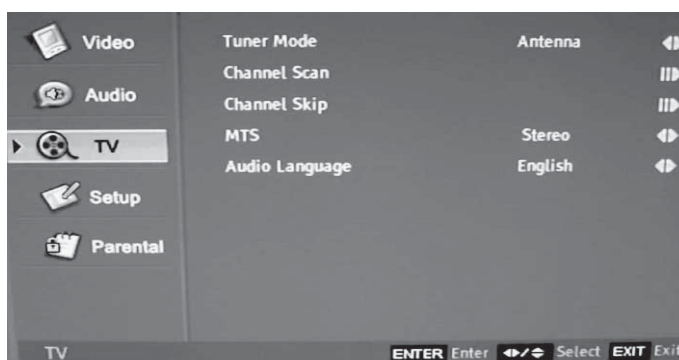 Video
Audio
TV
Setup
Parental
Tuner Mode Antenna
Channel Scan
Channel Skip
MTS Stereo
Audio Language English
TV ENTER Enter / Select EXIT Exit